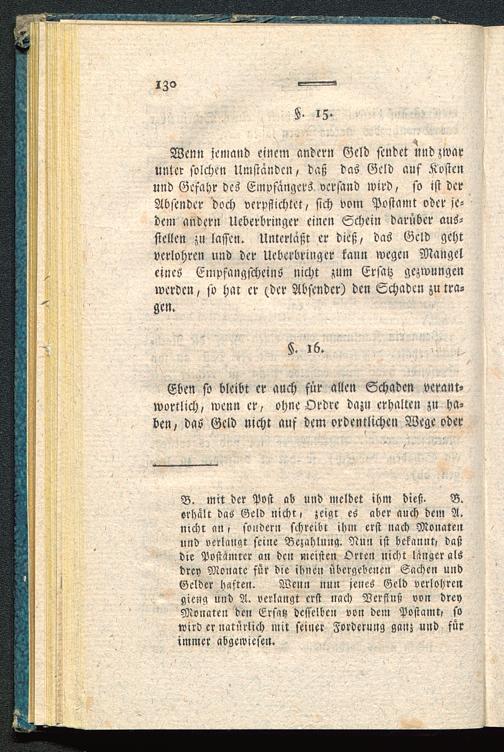 130
§. 15.
Wenn jemand einem andern Geld sendet und zwar
unter solchen Umständen, daß das Geld auf Kosten
und Gefahr des Empfängers versand wird, so ist der
Absender doch verpflichtet, sich vom Postamt oder je-
dem andern Ueberbringer einen Schein darüber aus-
stellen zu lassen. Unterläßt er dieß, das Geld geht
verlohren und der Ueberbringer kann wegen Mangel
eines Empfangscheins nicht zum Ersatz gezwungen
werden, so hat er (der Absender) den Schaden zu tra-
gen.
§. 16.
Eben so bleibt er auch für allen Schaden verant-
wortlich, wenn er, ohne Ordre dazu erhalten zu ha-
ben, das Geld nicht auf dem ordentlichen Wege oder
B. mit der Post ab und meldet ihm dieß. B.
erhält das Geld nicht, zeigt es aber auch dem A.
nicht an, sondern schreibt ihm erst nach Monaten
und verlangt seine Bezahlung. Nun ist bekannt, daß
die Postämter an den meisten Orten nicht länger als
drey Monate für die ihnen übergebenen Sachen und
Gelder haften. Wenn nun jenes Geld verlohren
gieng und A. verlangt erst nach Verfluß von drey
Monaten den Ersatz desselben von dem Postamt, so
wird er natürlich mit seiner Forderung ganz und für
immer abgewiesen.